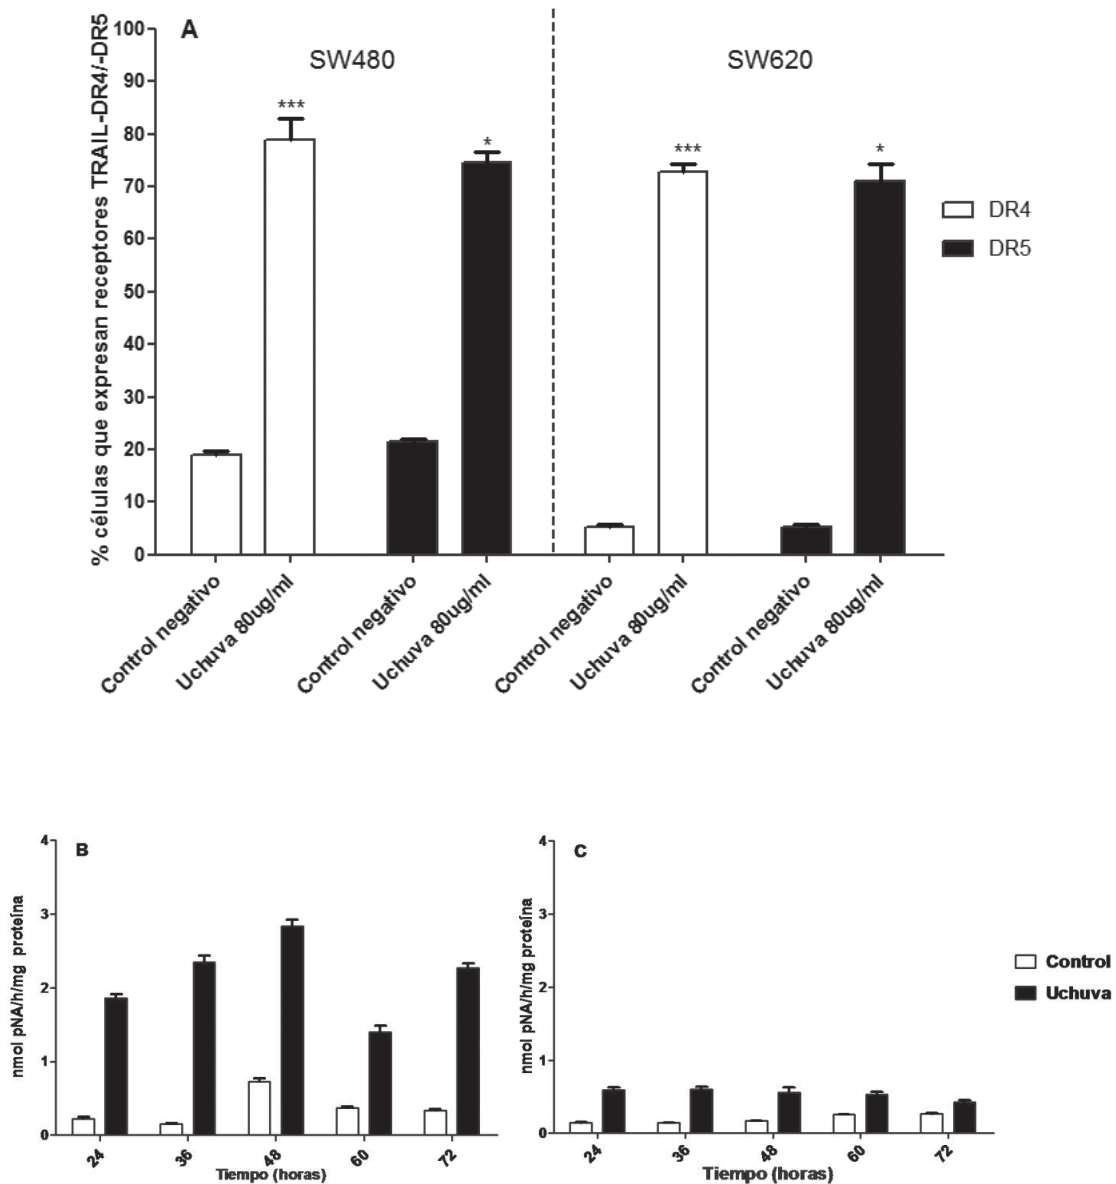 A
SW480
SW620
% células que expresan receptores TRAIL-DR4/-DR5
100
90
80
70
60
50
40
30
20
10
0
***
*
***
*
DR4
DR5
Control negativo
Uchuva 80ug/ml
Control negativo
Uchuva 80ug/ml
Control negativo
Uchuva 80ug/ml
Control negativo
Uchuva 80ug/ml
B
nmol pNA/h/mg proteína
4
3
2
1
0
24
36
48
60
72
Tiempo (horas)
C
nmol pNA/h/mg proteína
4
3
2
1
0
24
36
48
60
72
Tiempo (horas)
Control
Uchuva